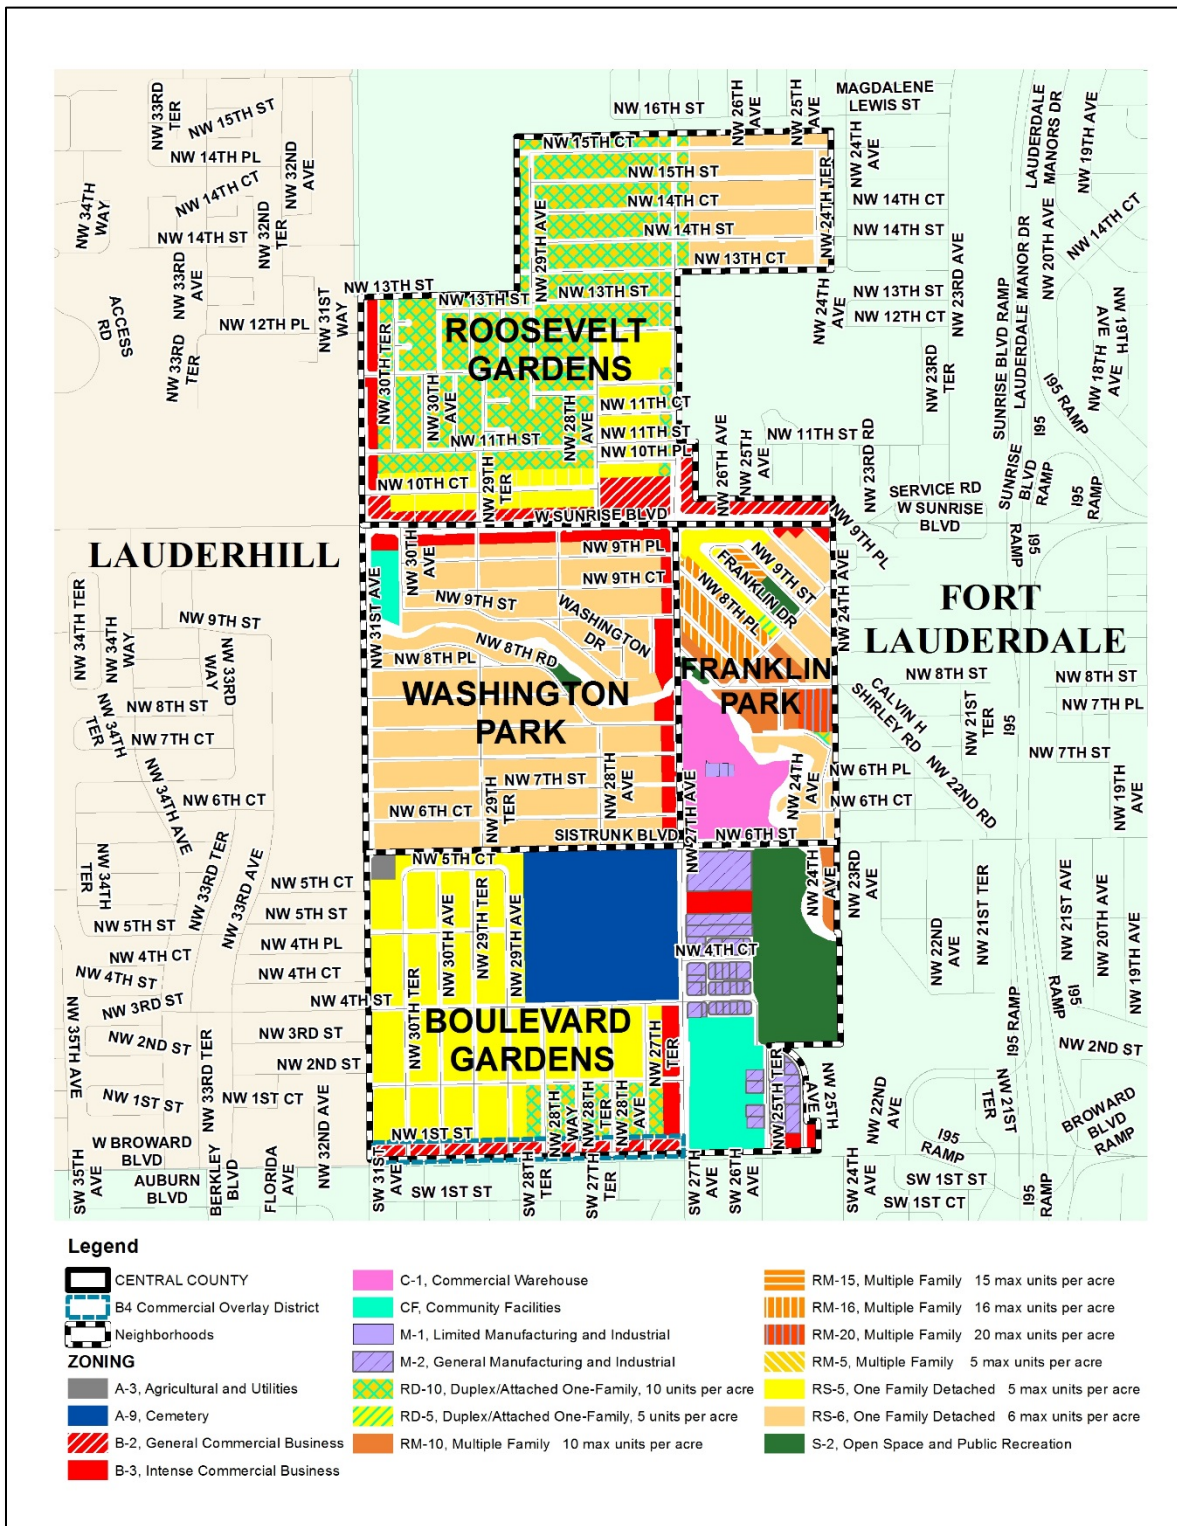 NW 33RD TER
NW 15TH ST
NW 14TH PL
NW 14TH CT
NW 32ND AVE
NW 34TH WAY
NW 14TH ST
NW 32ND TER
NW 33RD AVE
ACCESS RD
NW 12TH PL
NW 33RD TER
NW 31ST WAY
NW 13TH ST
NW 16TH ST
NW 26TH AVE
NW 25TH AVE
MAGDALENE LEWIS ST
NW 15TH CT
NW 15TH ST
NW 14TH CT
NW 14TH ST
NW 13TH CT
NW 29TH AVE
NW 24TH TER
NW 24TH AVE
NW 14TH CT
NW 14TH ST
NW 13TH ST
NW 12TH CT
NW 24TH AVE
NW 23RD AVE
NW 23RD TER
LAUDERDALE MANORS DR
NW 19TH AVE
NW 20TH AVE
NW 14TH CT
LAUDERDALE MANOR DR
SUNRISE BLVD RAMP
NW 19TH AVE
NW 18TH AVE
I95 RAMP
I95
NW 13TH ST
NW 13TH ST
ROOSEVELT
GARDENS
NW 30TH TER
NW 30TH AVE
NW 28TH AVE
NW 11TH CT
NW 11TH ST
NW 11TH ST
NW 10TH PL
NW 10TH CT
NW 29TH TER
W SUNRISE BLVD
NW 26TH AVE
NW 25TH AVE
NW 11TH ST
NW 23RD RD
SERVICE RD
W SUNRISE BLVD
SUNRISE BLVD RAMP
I95 RAMP
I95 RAMP
NW 9TH PL
LAUDERHILL
FORT
LAUDERDALE
NW 31ST AVE
NW 30TH AVE
NW 9TH PL
NW 9TH CT
NW 9TH ST
WASHINGTON DR
NW 8TH RD
NW 8TH PL
WASHINGTON
PARK
NW 9TH ST
FRANKLIN DR
NW 8TH PL
FRANKLIN
PARK
NW 24TH AVE
NW 34TH TER
NW 34TH WAY
NW 9TH ST
NW 33RD WAY
NW 8TH ST
NW 34TH TER
NW 7TH CT
NW 34TH AVE
NW 6TH CT
NW 33RD TER
NW 33RD AVE
NW 8TH ST
CALVIN H SHIRLEY RD
NW 21ST TER
I95
NW 8TH ST
NW 7TH PL
NW 7TH ST
NW 19TH AVE
NW 22ND RD
NW 6TH PL
NW 6TH CT
NW 24TH AVE
NW 7TH ST
NW 28TH AVE
NW 6TH CT
NW 29TH TER
SISTRUNK BLVD
NW 27TH AVE
NW 6TH ST
NW 34TH TER
NW 5TH CT
NW 5TH ST
NW 5TH ST
NW 4TH PL
NW 4TH CT
NW 4TH CT
NW 4TH ST
NW 4TH ST
NW 3RD ST
NW 3RD ST
NW 2ND ST
NW 2ND ST
NW 35TH AVE
NW 33RD TER
NW 1ST ST
NW 1ST CT
NW 32ND AVE
W BROWARD BLVD
SW 35TH AVE
AUBURN BLVD
BERKLEY BLVD
FLORIDA AVE
NW 5TH CT
NW 30TH AVE
NW 29TH TER
NW 29TH AVE
NW 30TH TER
NW 4TH CT
NW 24TH AVE
NW 23RD AVE
BOULEVARD
GARDENS
NW 27TH TER
NW 28TH WAY
NW 28TH TER
NW 28TH AVE
NW 1ST ST
SW 31ST AVE
SW 1ST ST
SW 28TH TER
SW 27TH TER
SW 27TH AVE
SW 26TH AVE
NW 25TH TER
NW 25TH AVE
NW 22ND AVE
NW 21ST TER
NW 21ST AVE
NW 20TH AVE
NW 19TH AVE
I95 RAMP
I95 RAMP
NW 2ND ST
NW 22ND AVE
NW 21ST TER
BROWARD BLVD RAMP
I95 RAMP
SW 24TH AVE
SW 1ST ST
SW 1ST CT
I95 RAMP
Legend
CENTRAL COUNTY
B4 Commercial Overlay District
Neighborhoods
ZONING
A-3, Agricultural and Utilities
A-9, Cemetery
B-2, General Commercial Business
B-3, Intense Commercial Business
C-1, Commercial Warehouse
CF, Community Facilities
M-1, Limited Manufacturing and Industrial
M-2, General Manufacturing and Industrial
RD-10, Duplex/Attached One-Family, 10 units per acre
RD-5, Duplex/Attached One-Family, 5 units per acre
RM-10, Multiple Family 10 max units per acre
RM-15, Multiple Family 15 max units per acre
RM-16, Multiple Family 16 max units per acre
RM-20, Multiple Family 20 max units per acre
RM-5, Multiple Family 5 max units per acre
RS-5, One Family Detached 5 max units per acre
RS-6, One Family Detached 6 max units per acre
S-2, Open Space and Public Recreation